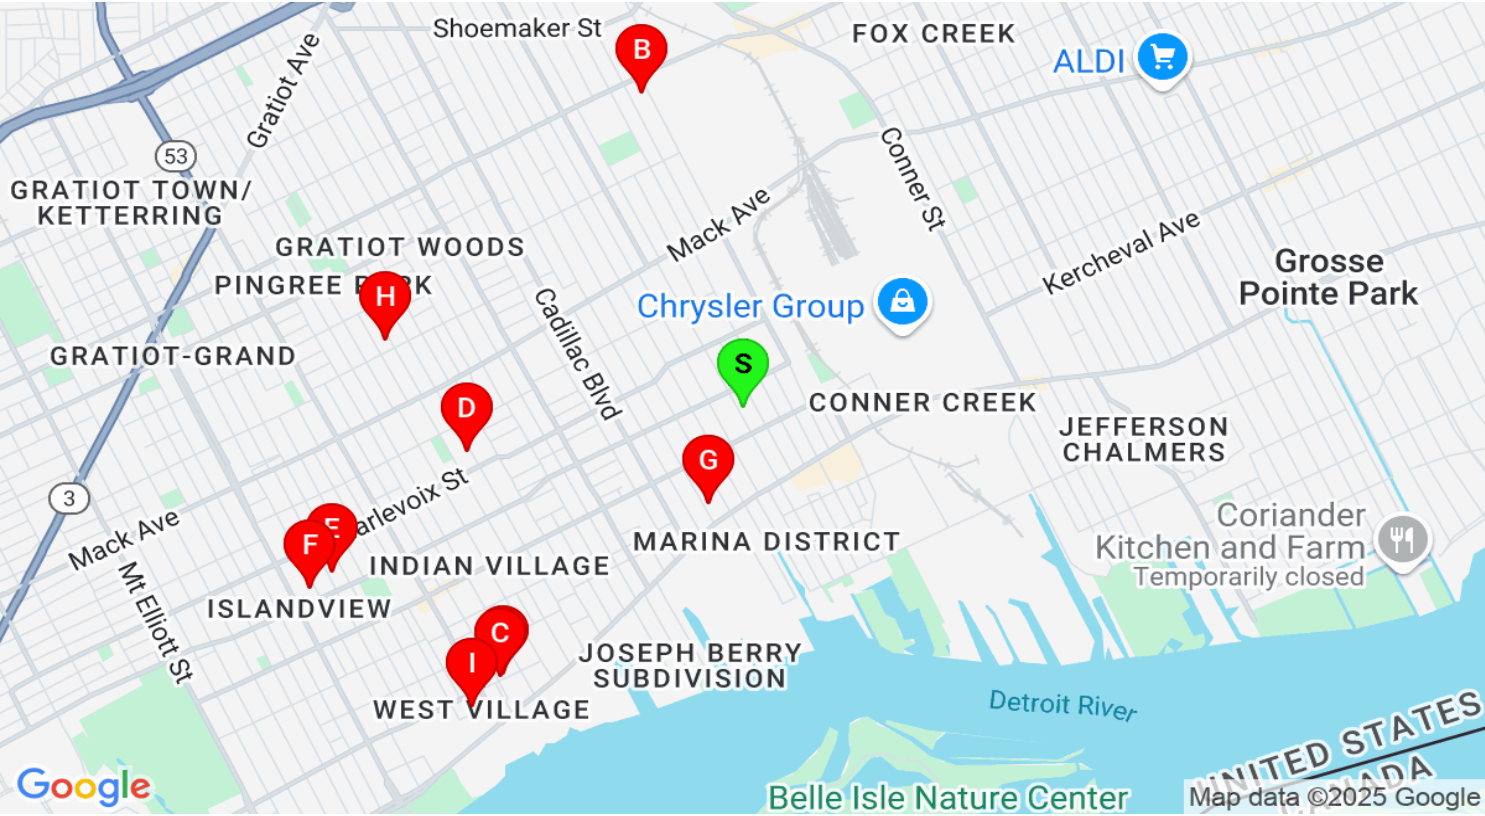 Shoemaker St
FOX CREEK
B
ALDI
Gratiot Ave
53
Conner St
GRATIOT TOWN/
KETTERRING
Mack Ave
Kercheval Ave
GRATIOT WOODS
PINGREE P RK
H
Grosse
Pointe Park
Chrysler Group
Cadillac Blvd
GRATIOT-GRAND
S
D
CONNER CREEK
JEFFERSON
CHALMERS
G
3
arlevoix St
Mack Ave
E
F
Coriander
Kitchen and Farm
Temporarily closed
MARINA DISTRICT
INDIAN VILLAGE
Mt Elliott St
ISLANDVIEW
C
JOSEPH BERRY
SUBDIVISION
I
WEST VILLAGE
Detroit River
UNITED STATES
CANADA
Google
Belle Isle Nature Center
Map data ©2025 Google